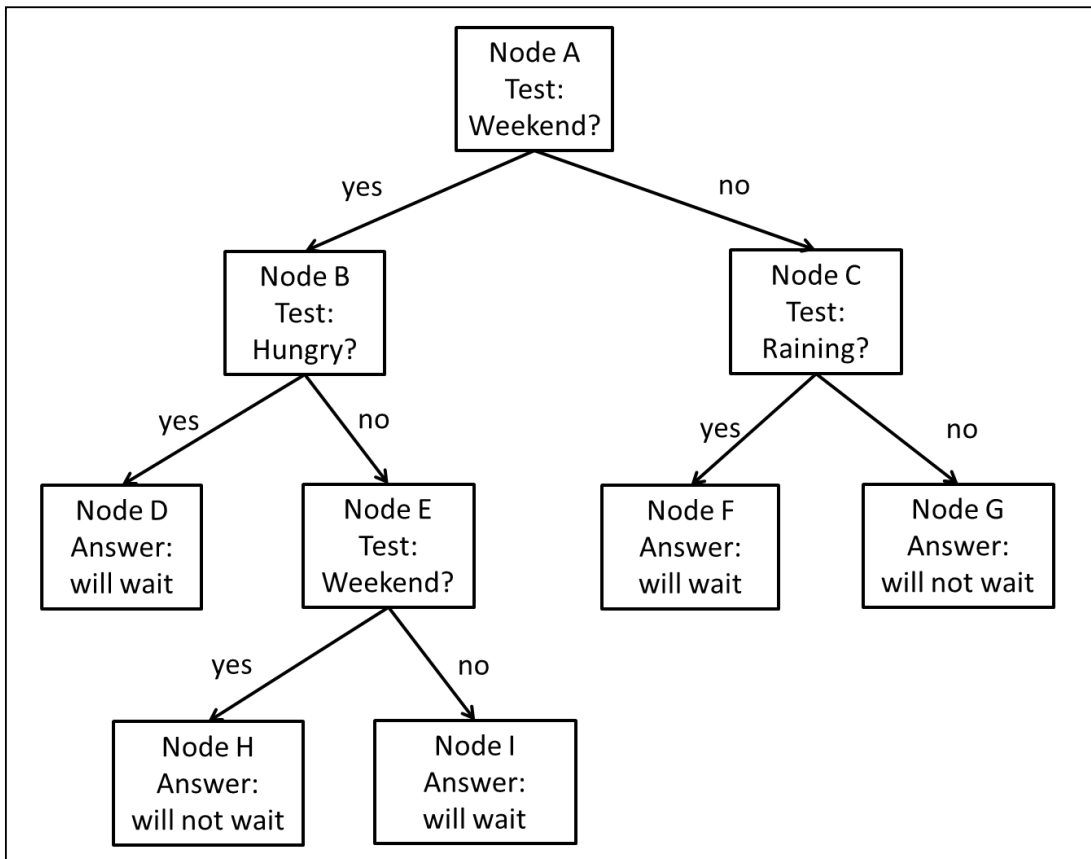 Node A
Test:
Weekend?
yes
no
Node B
Test:
Hungry?
Node C
Test:
Raining?
yes
no
yes
no
Node D
Answer:
will wait
Node E
Test:
Weekend?
Node F
Answer:
will wait
Node G
Answer:
will not wait
yes
no
Node H
Answer:
will not wait
Node I
Answer:
will wait